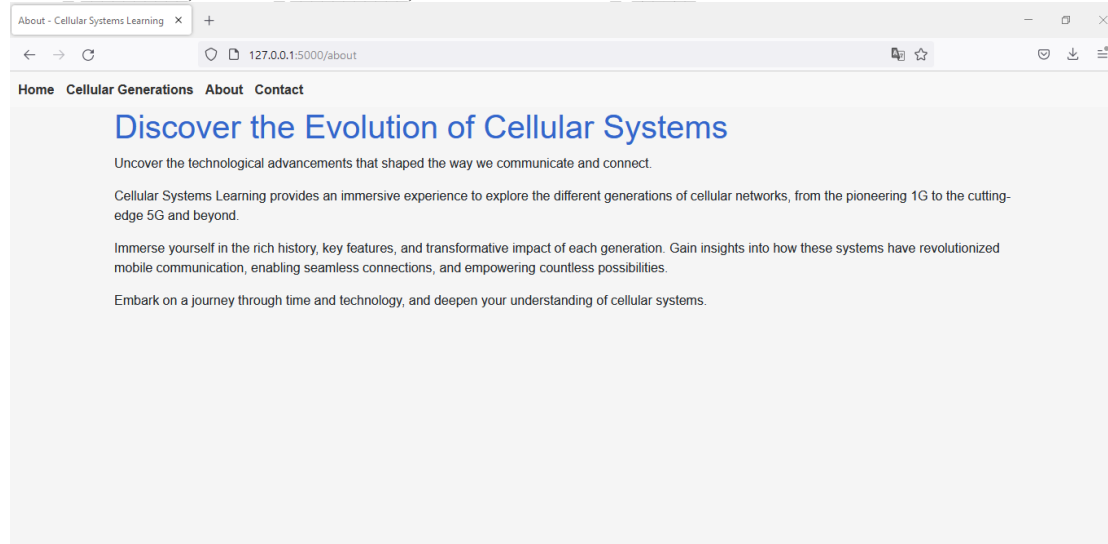 About - Cellular Systems Learning
127.0.0.1:5000/about
Home Cellular Generations About Contact
Discover the Evolution of Cellular Systems
Uncover the technological advancements that shaped the way we communicate and connect.
Cellular Systems Learning provides an immersive experience to explore the different generations of cellular networks, from the pioneering 1G to the cutting-
edge 5G and beyond.
Immerse yourself in the rich history, key features, and transformative impact of each generation. Gain insights into how these systems have revolutionized
mobile communication, enabling seamless connections, and empowering countless possibilities.
Embark on a journey through time and technology, and deepen your understanding of cellular systems.